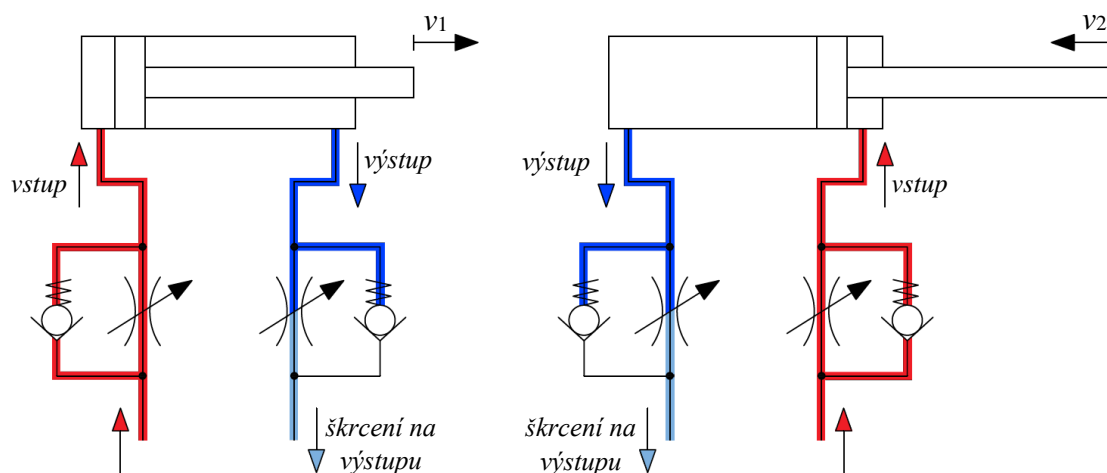 v1
vstup
výstup
škrcení na
výstupu
v2
výstup
vstup
škrcení na
výstupu